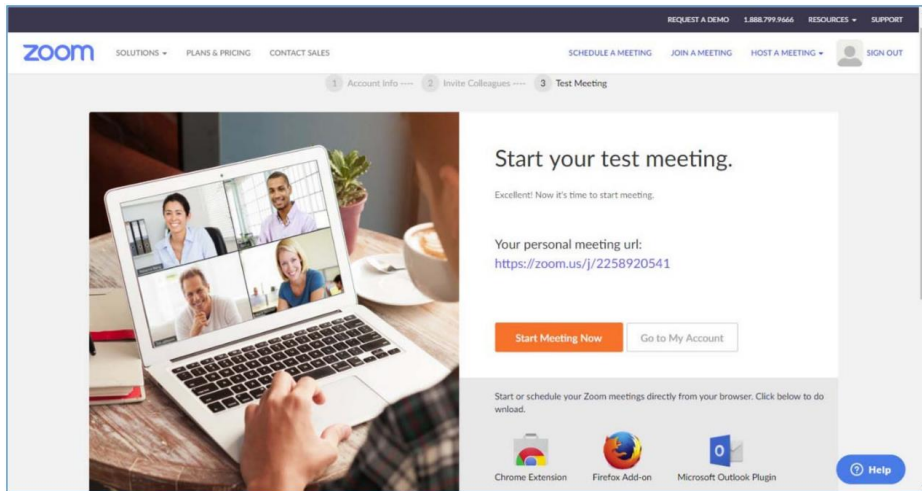 REQUEST A DEMO 1.888.799.9666 RESOURCES SUPPORT
zoom SOLUTIONS PLANS & PRICING CONTACT SALES SCHEDULE A MEETING JOIN A MEETING HOST A MEETING SIGN OUT
1 Account Info ---- 2 Invite Colleagues ---- 3 Test Meeting
Start your test meeting.
Excellent! Now it's time to start meeting.
Your personal meeting url:
https://zoom.us/j/2258920541
Start Meeting Now Go to My Account
Start or schedule your Zoom meetings directly from your browser. Click below to do
wnload.
Chrome Extension Firefox Add-on Microsoft Outlook Plugin
Help